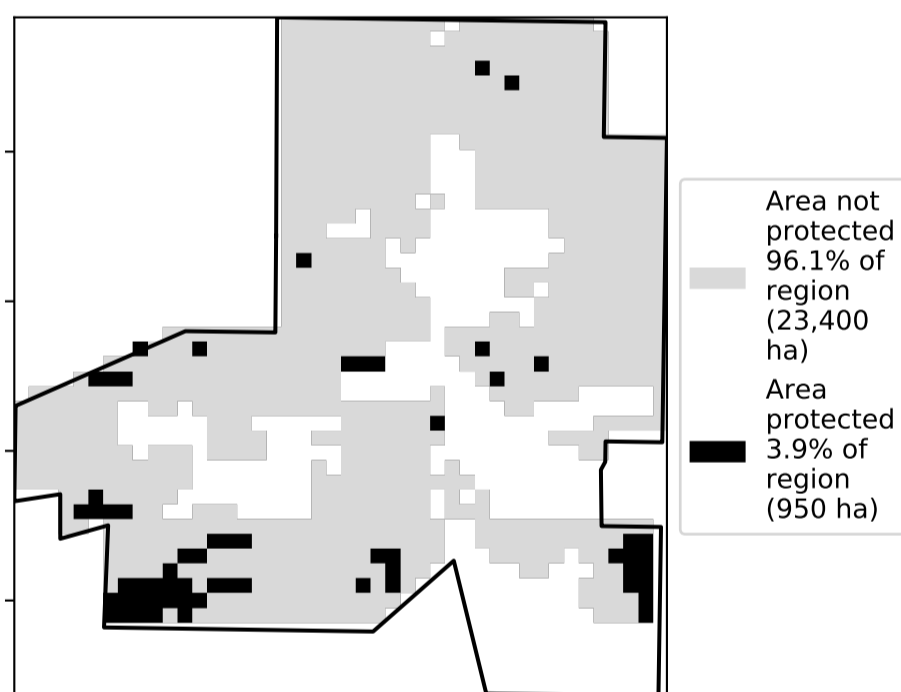 Area not
protected
96.1% of
region
(23,400
ha)
Area
protected
3.9% of
region
(950 ha)